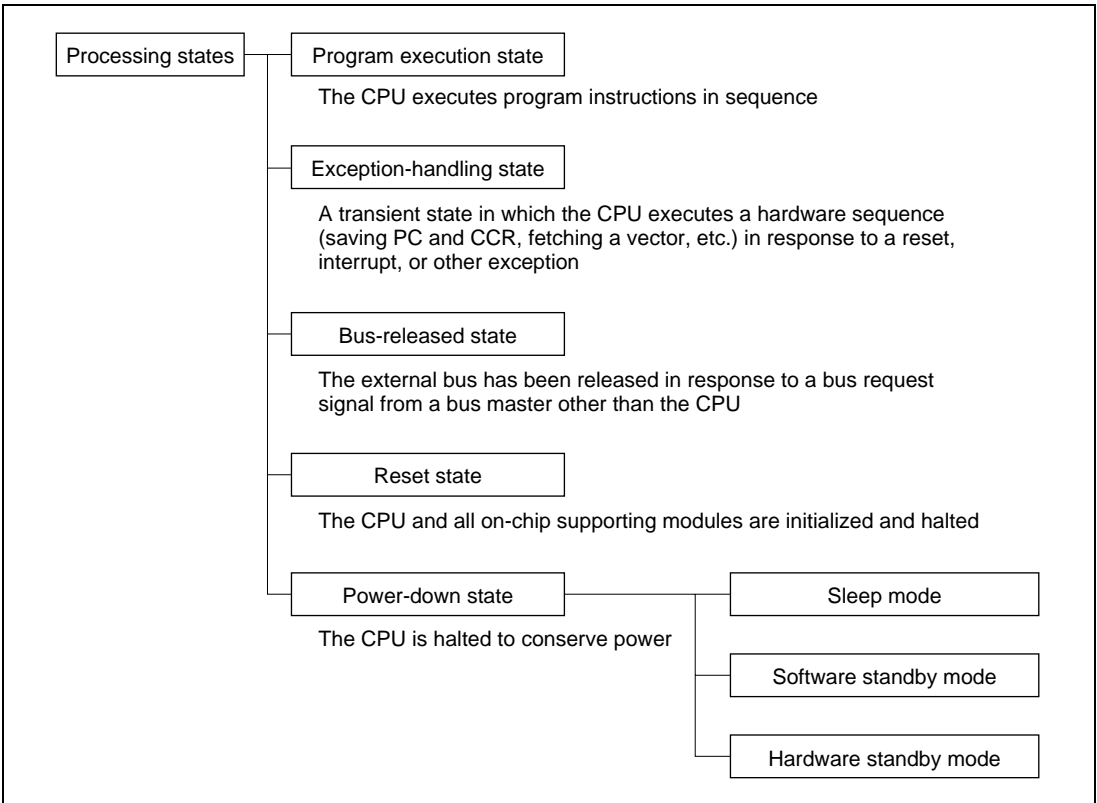 Processing states
Program execution state
The CPU executes program instructions in sequence
Exception-handling state
A transient state in which the CPU executes a hardware sequence
(saving PC and CCR, fetching a vector, etc.) in response to a reset,
interrupt, or other exception
Bus-released state
The external bus has been released in response to a bus request
signal from a bus master other than the CPU
Reset state
The CPU and all on-chip supporting modules are initialized and halted
Power-down state
The CPU is halted to conserve power
Sleep mode
Software standby mode
Hardware standby mode